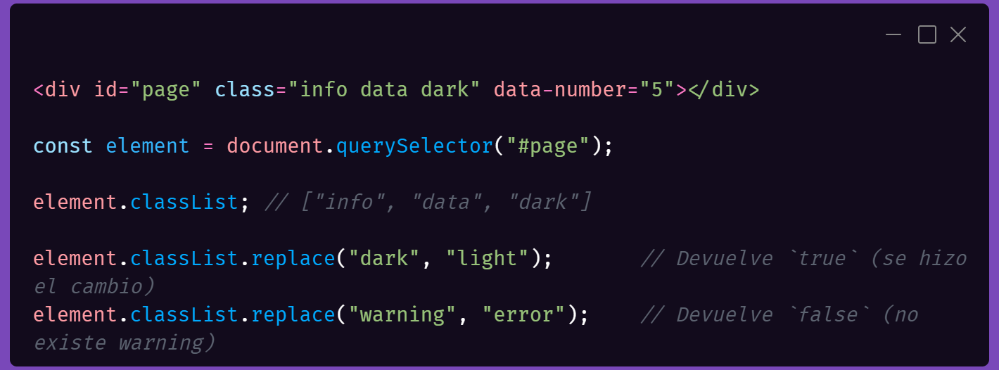 <div id="page" class="info data dark" data-number="5"></div>
const element = document.querySelector("#page");
element.classList; // ["info", "data", "dark"]
element.classList.replace("dark", "light");       // Devuelve `true` (se hizo
el cambio)
element.classList.replace("warning", "error");    // Devuelve `false` (no
existe warning)